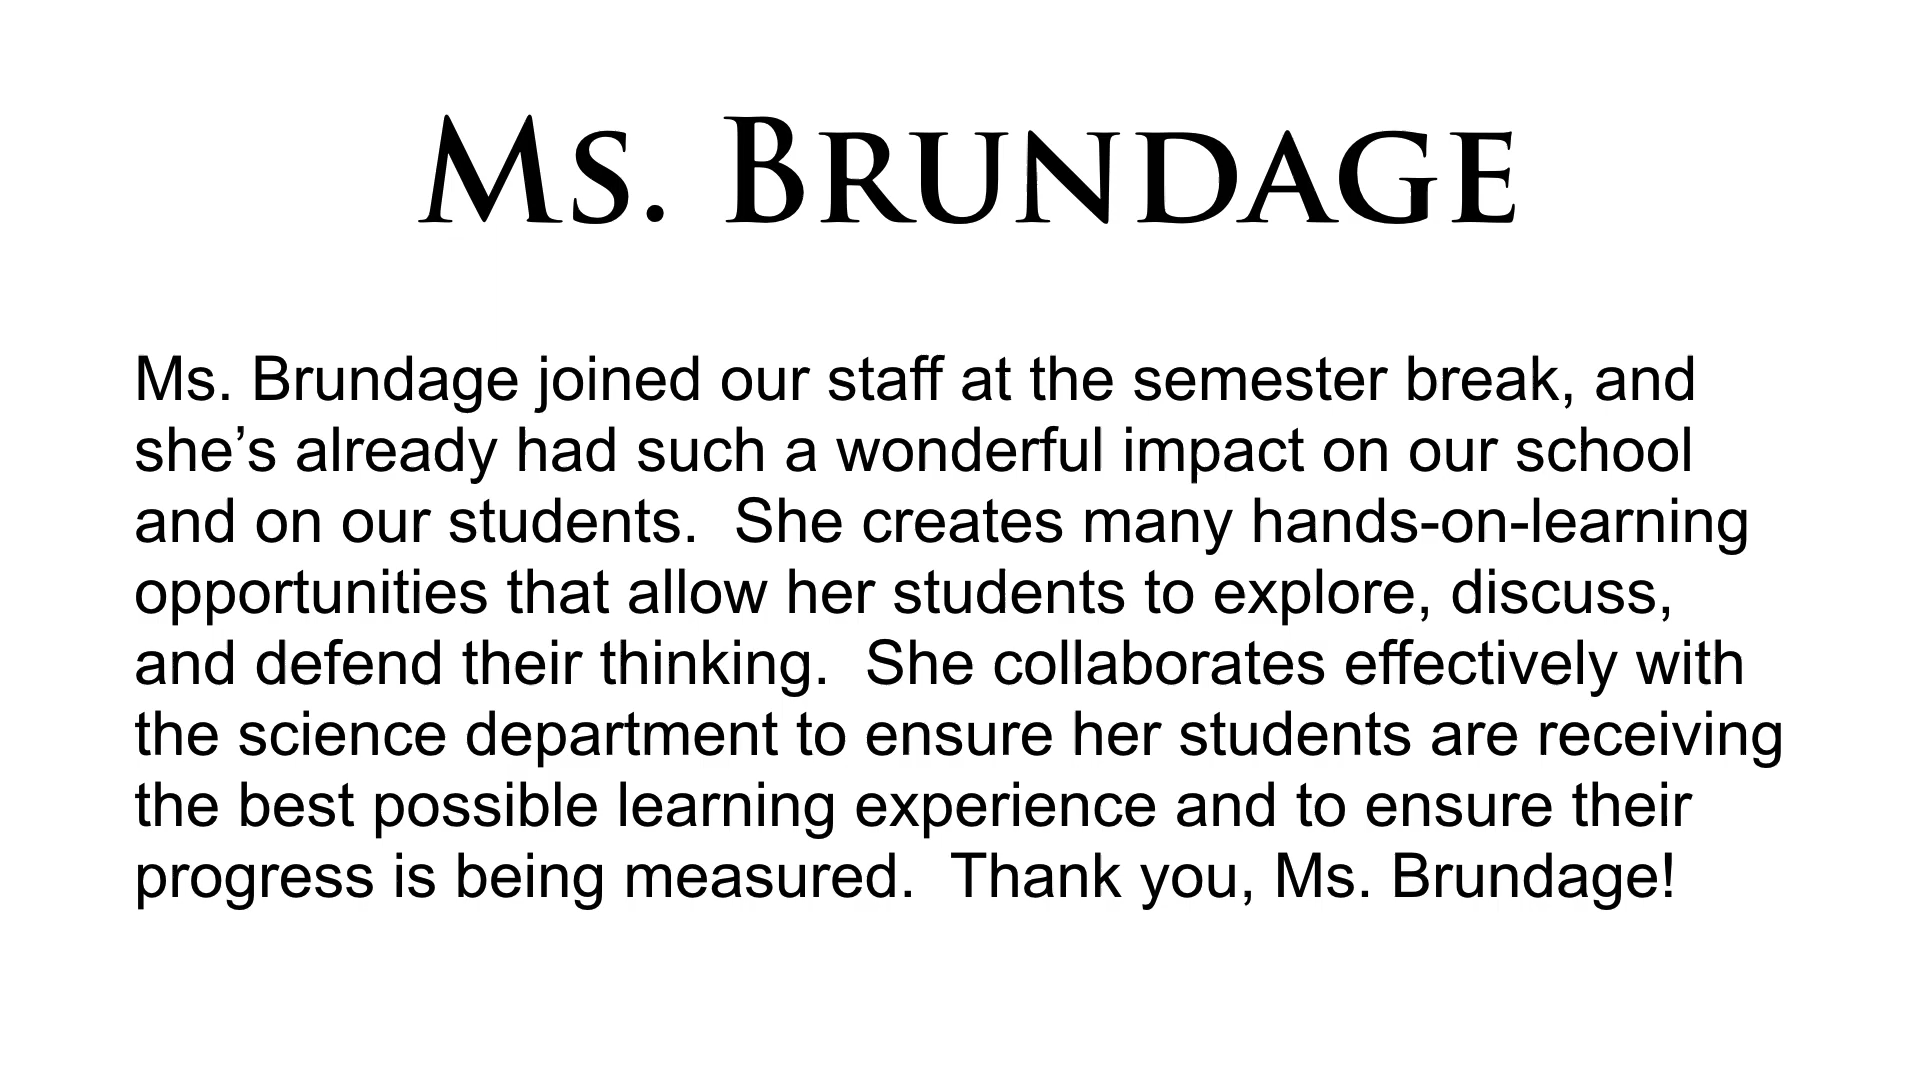 Ms. Brundage
Ms. Brundage joined our staff at the semester break, and
she’s already had such a wonderful impact on our school
and on our students.  She creates many hands-on-learning
opportunities that allow her students to explore, discuss,
and defend their thinking.  She collaborates effectively with
the science department to ensure her students are receiving
the best possible learning experience and to ensure their
progress is being measured.  Thank you, Ms. Brundage!